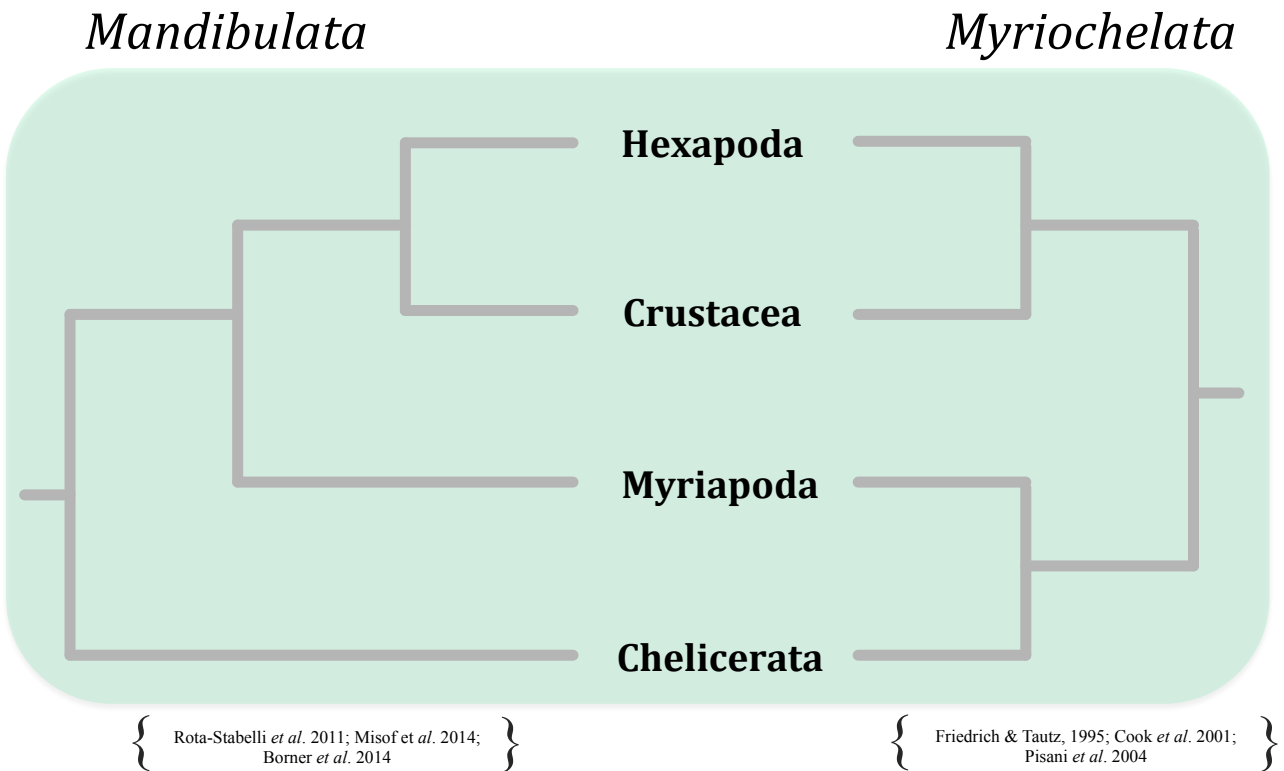 Mandibulata
Myriochelata
Hexapoda
Crustacea
Myriapoda
Chelicerata
{ Rota-Stabelli et al. 2011; Misof et al. 2014;
Borner et al. 2014 }
{ Friedrich & Tautz, 1995; Cook et al. 2001;
Pisani et al. 2004 }